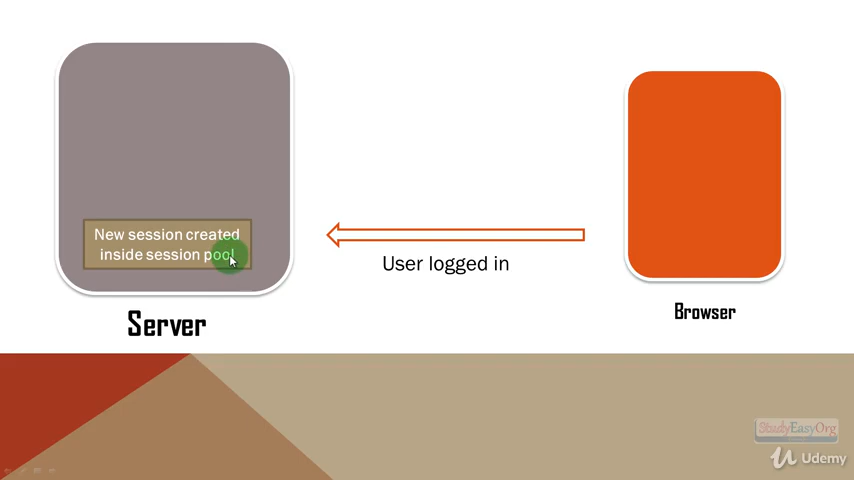 New session created
inside session pool
User logged in
Server
Browser
StudyEasyOrg
Udemy